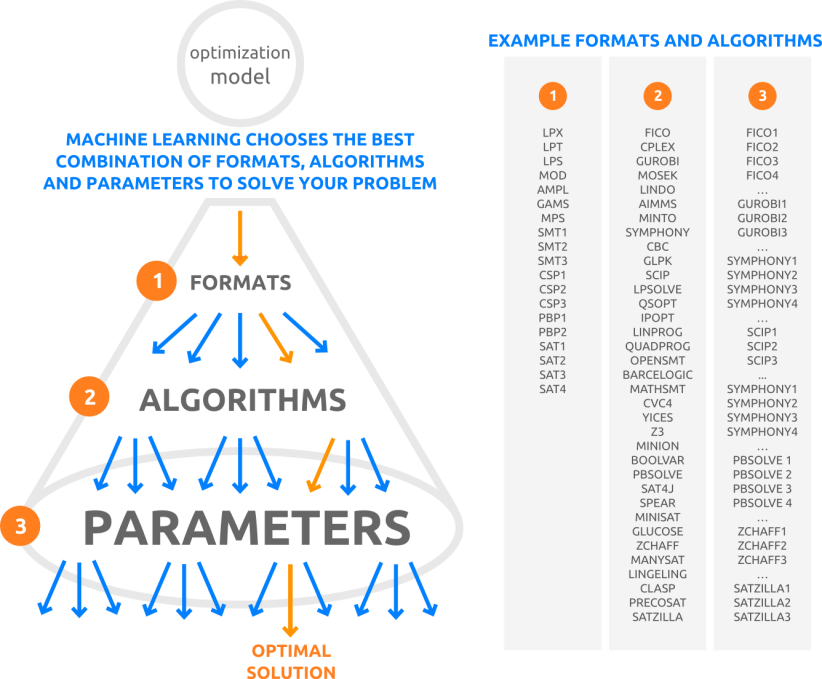 optimization
model
MACHINE LEARNING CHOOSES THE BEST
COMBINATION OF FORMATS, ALGORITHMS
AND PARAMETERS TO SOLVE YOUR PROBLEM
1
FORMATS
2
ALGORITHMS
3
PARAMETERS
OPTIMAL
SOLUTION
EXAMPLE FORMATS AND ALGORITHMS
1
LPX
LPT
LPS
MOD
AMPL
GAMS
MPS
SMT1
SMT2
SMT3
CSP1
CSP2
CSP3
PBP1
PBP2
SAT1
SAT2
SAT3
SAT4
2
FICO
CPLEX
GUROBI
MOSEK
LINDO
AIMMS
MINTO
SYMPHONY
CBC
GLPK
SCIP
LPSOLVE
QSOPT
IPOPT
LINPROG
QUADPROG
OPENSMT
BARCELOGIC
MATHSMT
CVC4
YICES
Z3
MINION
BOOLVAR
PBSOLVE
SAT4J
SPEAR
MINISAT
GLUCOSE
ZCHAFF
MANYSAT
LINGELING
CLASP
PRECOSAT
SATZILLA
3
FICO1
FICO2
FICO3
FICO4
...
GUROBI1
GUROBI2
GUROBI3
...
SYMPHONY1
SYMPHONY2
SYMPHONY3
SYMPHONY4
...
SCIP1
SCIP2
SCIP3
...
SYMPHONY1
SYMPHONY2
SYMPHONY3
SYMPHONY4
...
PBSOLVE 1
PBSOLVE 2
PBSOLVE 3
PBSOLVE 4
...
ZCHAFF1
ZCHAFF2
ZCHAFF3
...
SATZILLA1
SATZILLA2
SATZILLA3